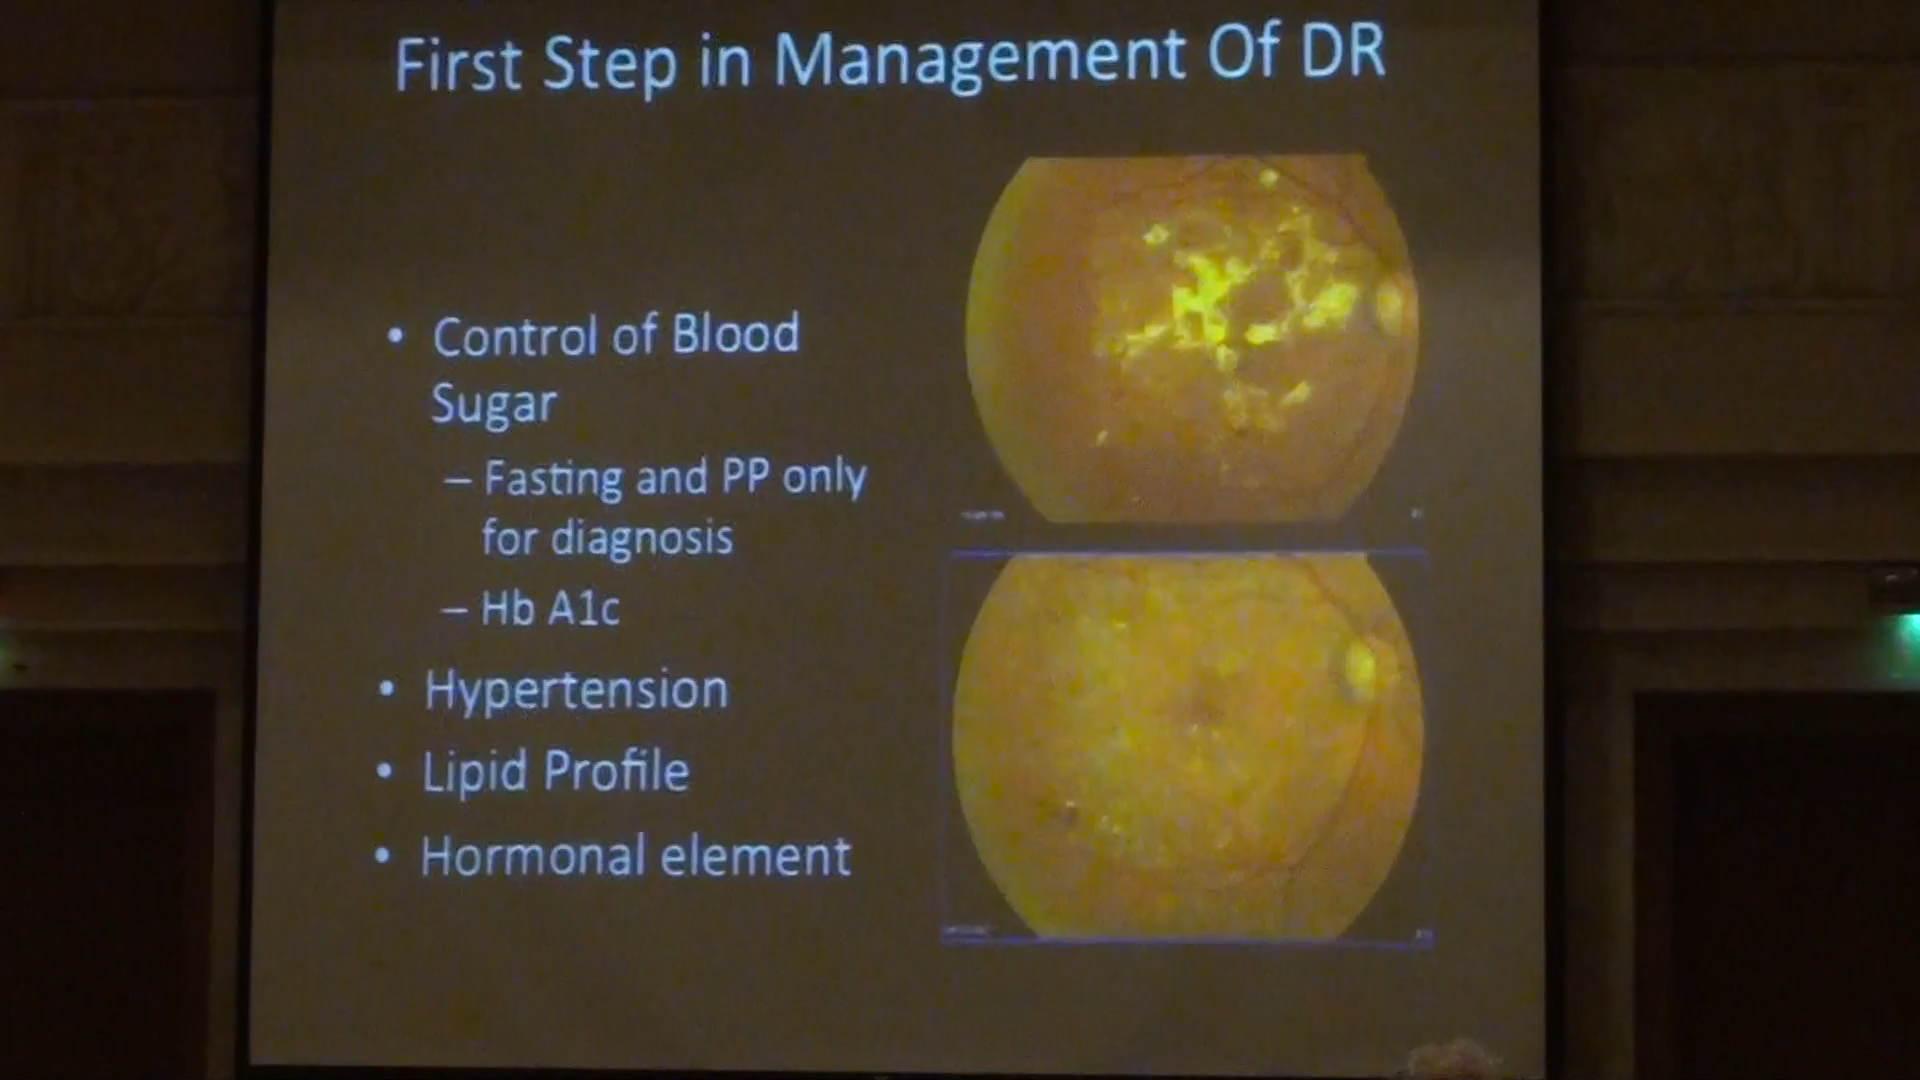 First Step in Management Of DR
• Control of Blood
Sugar
– Fasting and PP only
for diagnosis
– Hb A1c
• Hypertension
• Lipid Profile
• Hormonal element